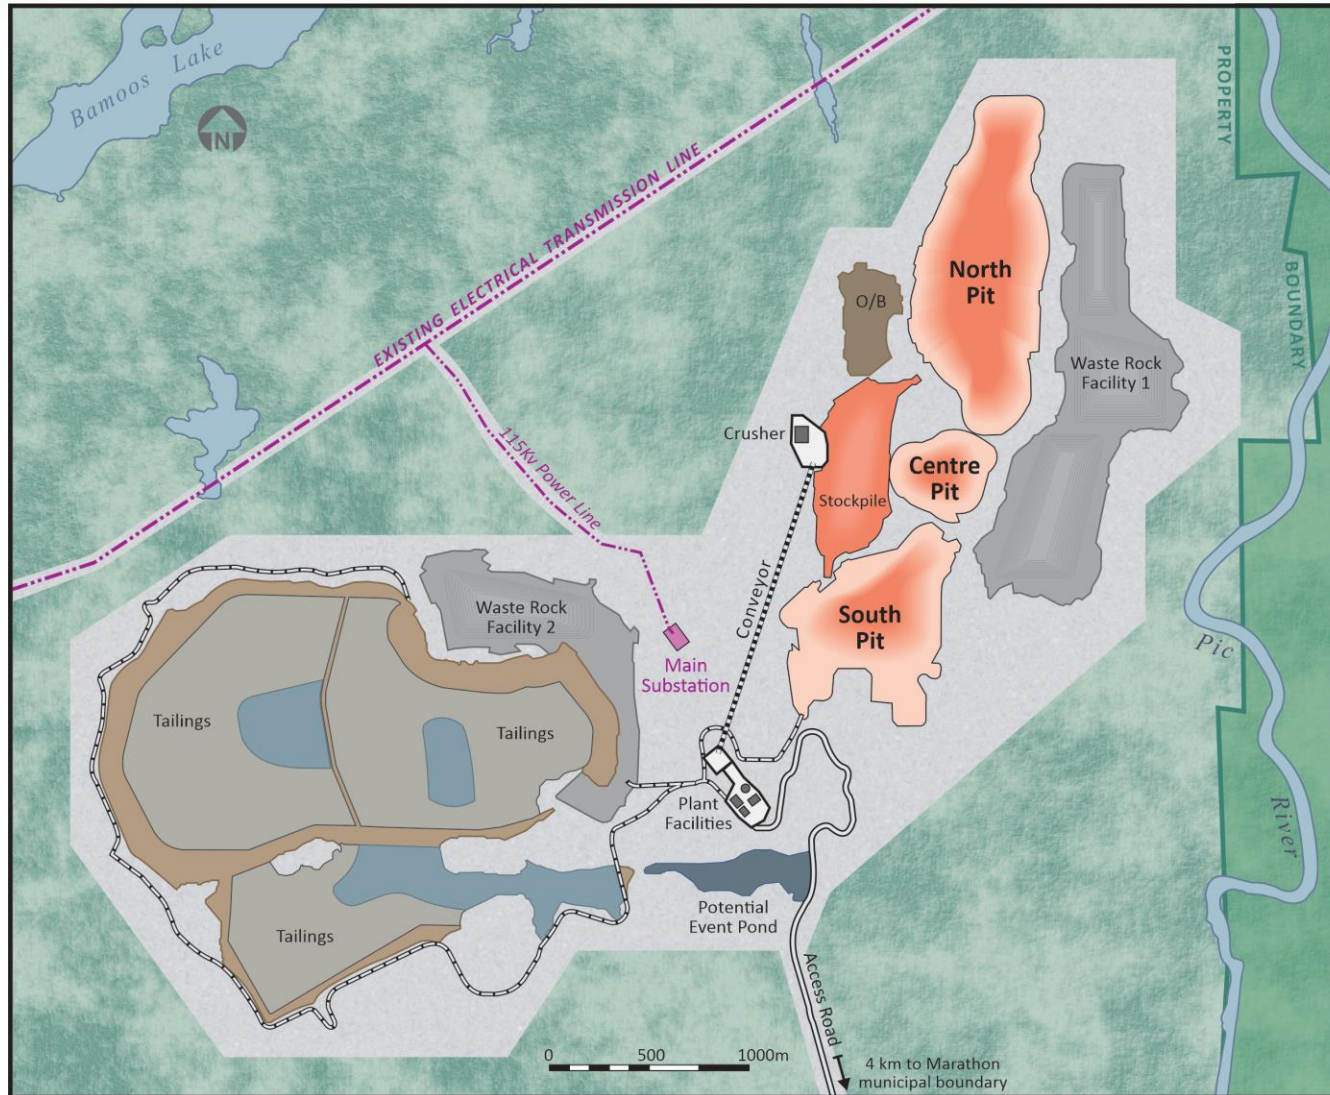 Bamoos Lake
N
EXISTING ELECTRICAL TRANSMISSION LINE
PROPERTY
BOUNDARY
North
Pit
O/B
Waste Rock
Facility 1
Crusher
Centre
Pit
Stockpile
115Kv Power Line
Conveyor
Waste Rock
Facility 2
South
Pit
Main
Substation
Pic
River
Tailings
Tailings
Plant
Facilities
Potential
Event Pond
Tailings
Access Road
0 500 1000m
4 km to Marathon
municipal boundary